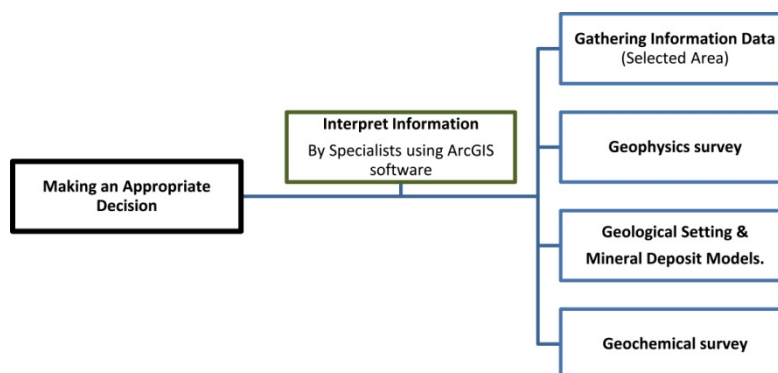 Gathering Information Data
(Selected Area)
Interpret Information
By Specialists using ArcGIS
software
Geophysics survey
Making an Appropriate
Decision
Geological Setting &
Mineral Deposit Models.
Geochemical survey